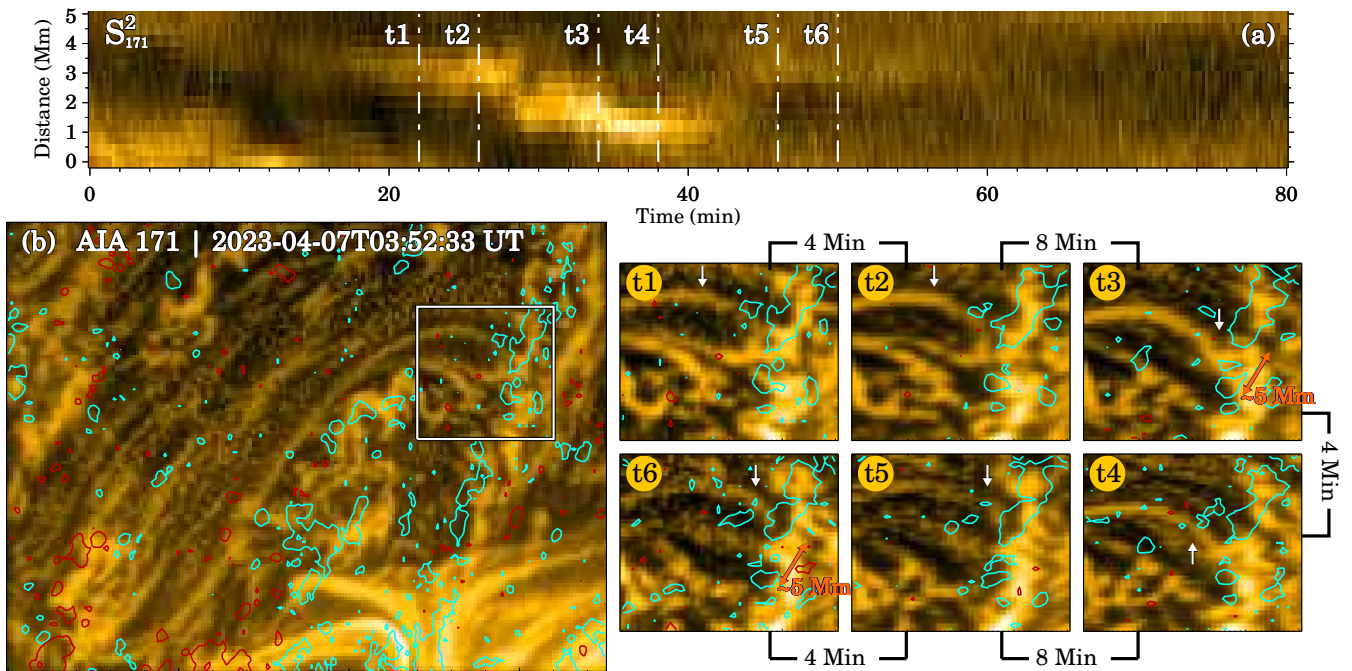 S²₁₇₁ t1 t2 t3 t4 t5 t6 (a)
Distance (Mm)
5
4
3
2
1
0
0 20 40 60 80
Time (min)
(b) AIA 171 | 2023-04-07T03:52:33 UT
4 Min 8 Min
t1 t2 t3
~5 Mm
4 Min
t6 t5 t4
~5 Mm
4 Min 8 Min